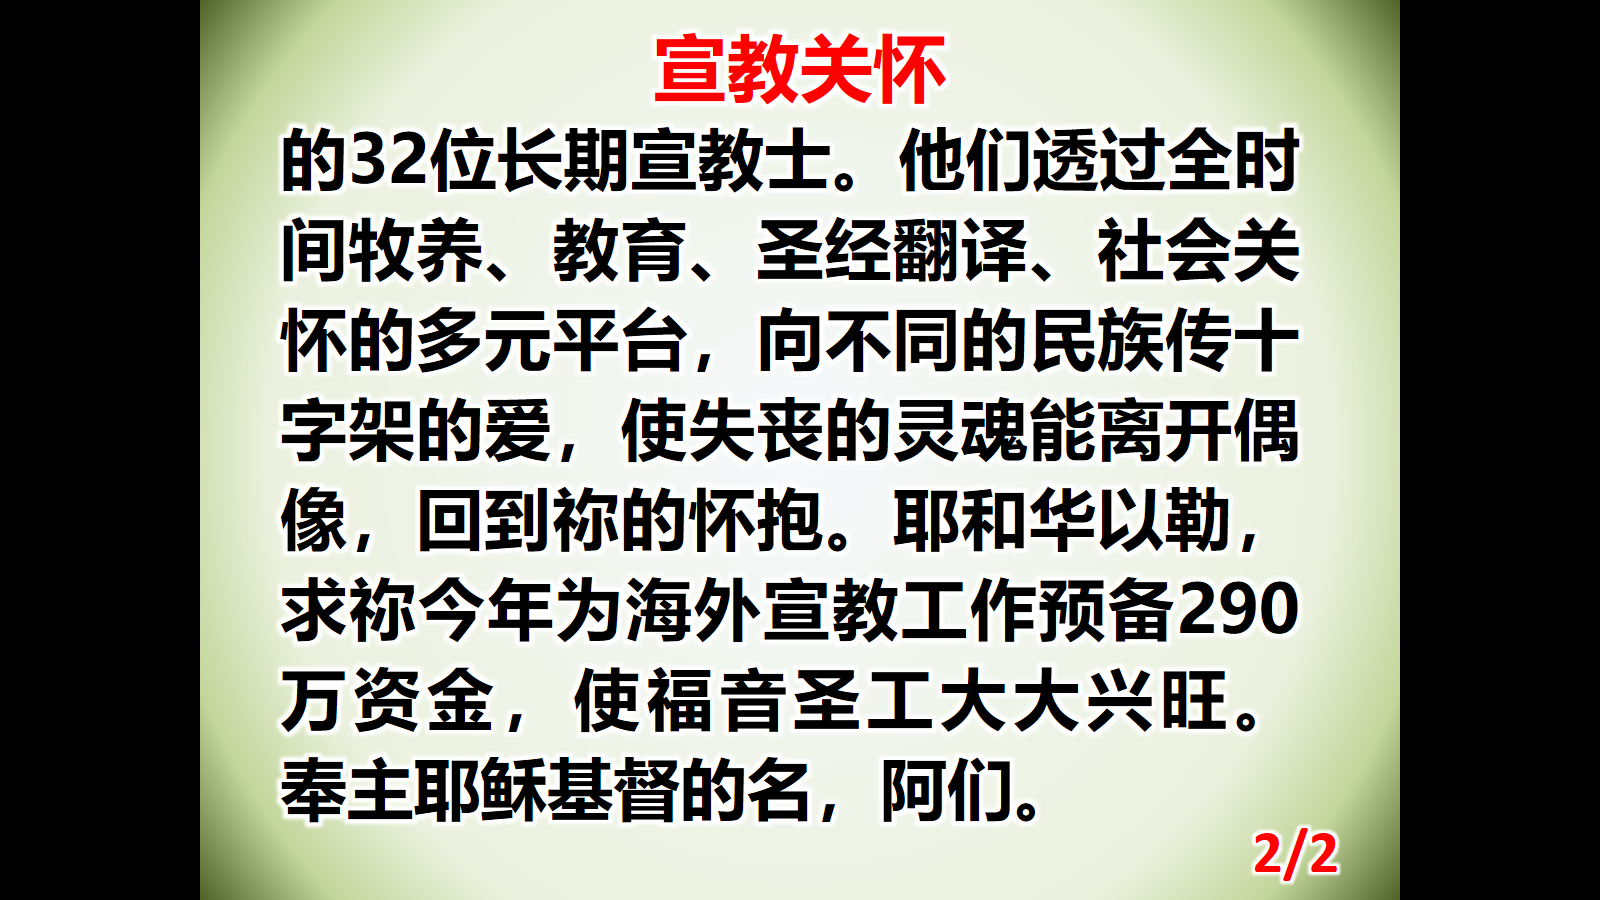 宣教关怀
的32位长期宣教士。他们透过全时
间牧养、教育、圣经翻译、社会关
怀的多元平台，向不同的民族传十
字架的爱，使失丧的灵魂能离开偶
像，回到祢的怀抱。耶和华以勒，
求祢今年为海外宣教工作预备290
万资金，使福音圣工大大兴旺。
奉主耶稣基督的名，阿们。
2/2